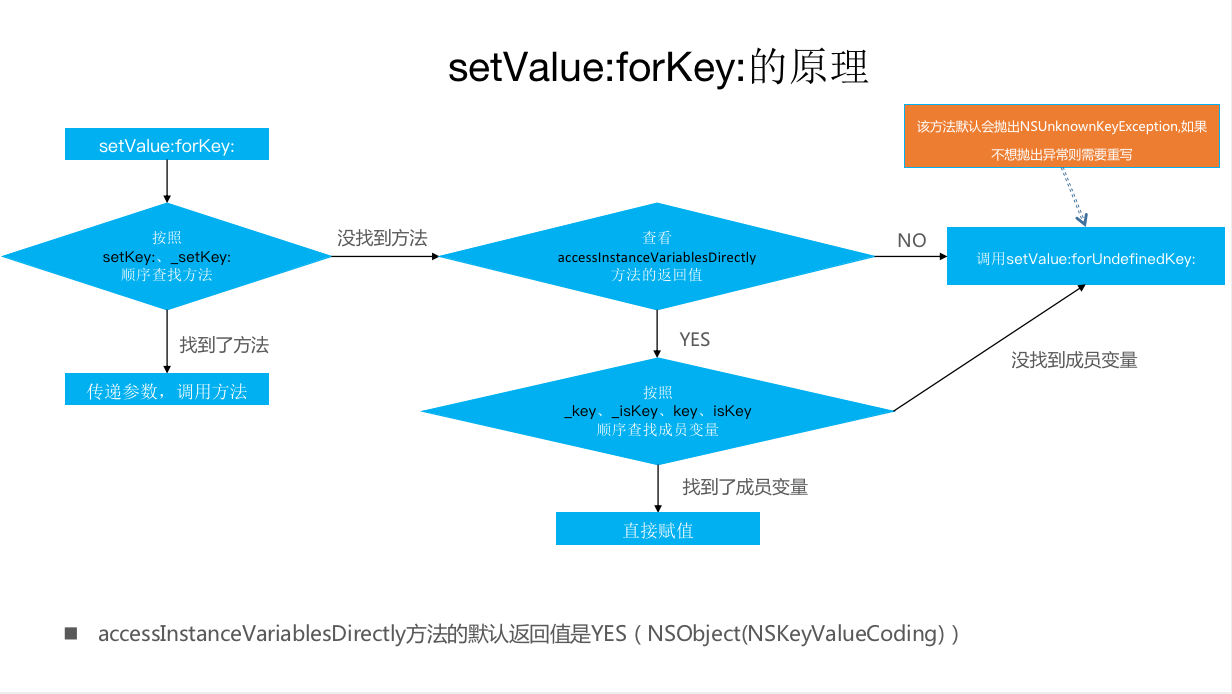 setValue:forKey:的原理
该方法默认会抛出NSUnknownKeyException,如果
不想抛出异常则需要重写
setValue:forKey:
按照
setKey:、_setKey:
顺序查找方法
没找到方法
查看
accessInstanceVariablesDirectly
方法的返回值
NO
调用setValue:forUndefinedKey:
找到了方法
传递参数，调用方法
YES
按照
_key、_isKey、key、isKey
顺序查找成员变量
没找到成员变量
找到了成员变量
直接赋值
■ accessInstanceVariablesDirectly方法的默认返回值是YES（NSObject(NSKeyValueCoding)）